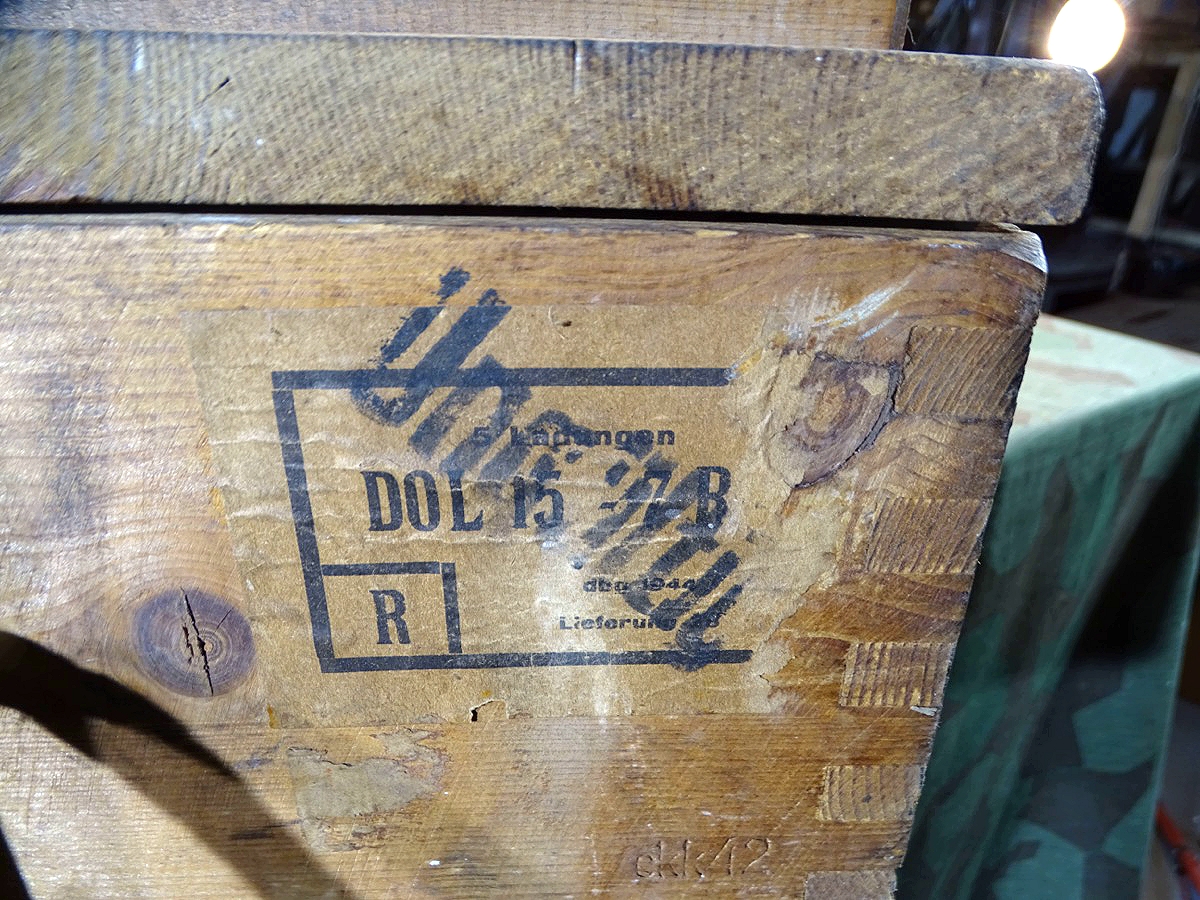 5 Ladungen
DOL 15
B
R
dbg 1944
Lieferung
ckk42